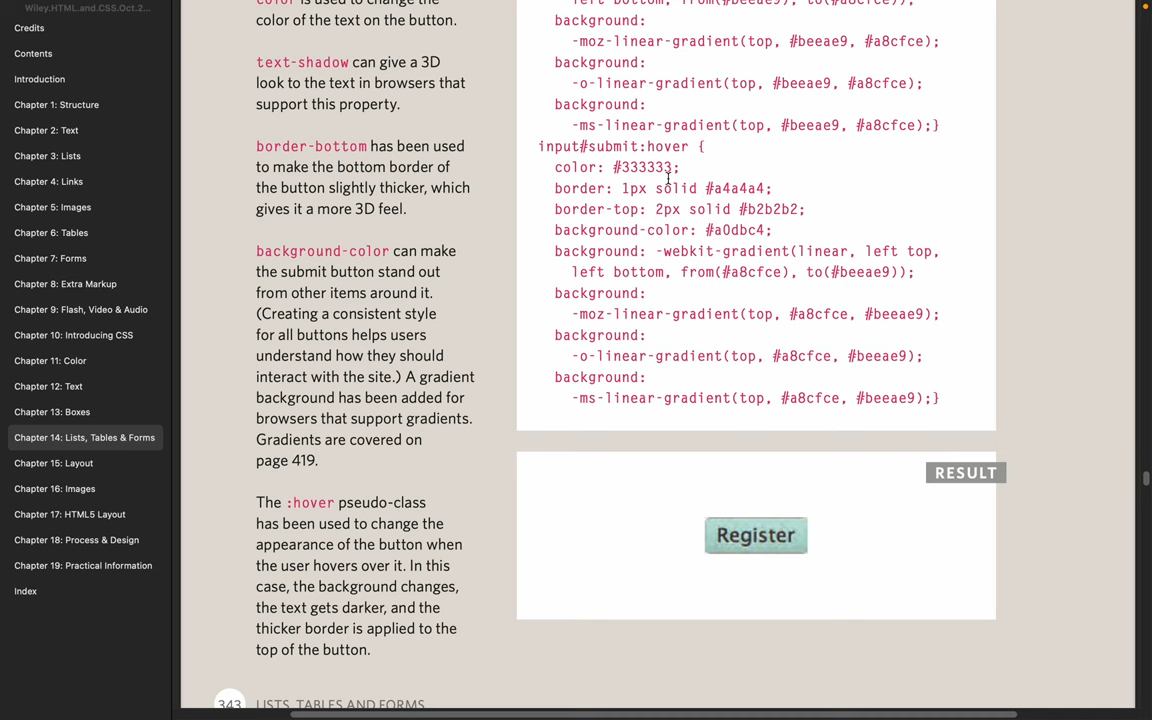 Wiley.HTML.and.CSS.Oct.2...
Credits
Contents
Introduction
Chapter 1: Structure
Chapter 2: Text
Chapter 3: Lists
Chapter 4: Links
Chapter 5: Images
Chapter 6: Tables
Chapter 7: Forms
Chapter 8: Extra Markup
Chapter 9: Flash, Video & Audio
Chapter 10: Introducing CSS
Chapter 11: Color
Chapter 12: Text
Chapter 13: Boxes
Chapter 14: Lists, Tables & Forms
Chapter 15: Layout
Chapter 16: Images
Chapter 17: HTML5 Layout
Chapter 18: Process & Design
Chapter 19: Practical Information
Index
color is used to change the
color of the text on the button.
text-shadow can give a 3D
look to the text in browsers that
support this property.
border-bottom has been used
to make the bottom border of
the button slightly thicker, which
gives it a more 3D feel.
background-color can make
the submit button stand out
from other items around it.
(Creating a consistent style
for all buttons helps users
understand how they should
interact with the site.) A gradient
background has been added for
browsers that support gradients.
Gradients are covered on
page 419.
The :hover pseudo-class
has been used to change the
appearance of the button when
the user hovers over it. In this
case, the background changes,
the text gets darker, and the
thicker border is applied to the
top of the button.
left bottom, from(#beeae9), to(#a8cfce));
background:
-moz-linear-gradient(top, #beeae9, #a8cfce);
background:
-o-linear-gradient(top, #beeae9, #a8cfce);
background:
-ms-linear-gradient(top, #beeae9, #a8cfce);}
input#submit:hover {
color: #333333;
border: 1px solid #a4a4a4;
border-top: 2px solid #b2b2b2;
background-color: #a0dbc4;
background: -webkit-gradient(linear, left top,
left bottom, from(#a8cfce), to(#beeae9));
background:
-moz-linear-gradient(top, #a8cfce, #beeae9);
background:
-o-linear-gradient(top, #a8cfce, #beeae9);
background:
-ms-linear-gradient(top, #a8cfce, #beeae9);}
RESULT
Register
343 LISTS, TABLES AND FORMS